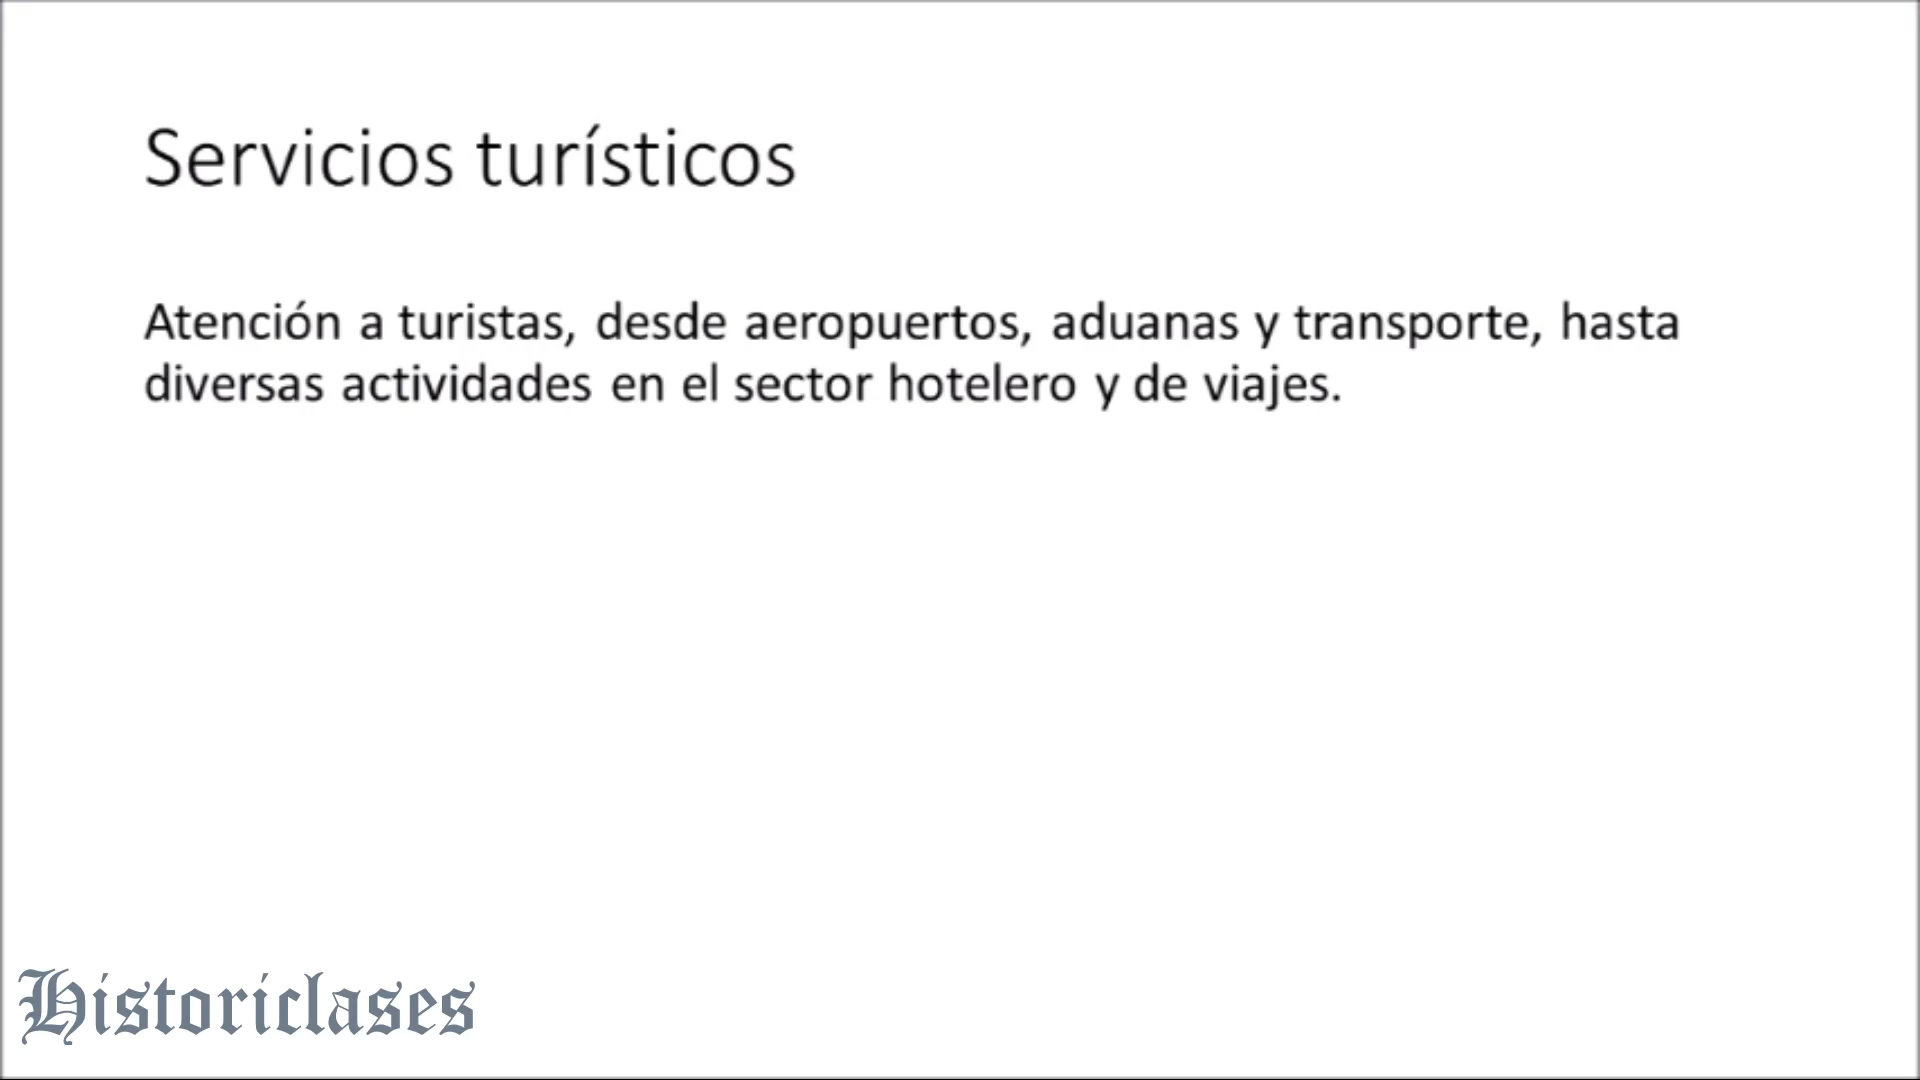 Servicios turísticos
Atención a turistas, desde aeropuertos, aduanas y transporte, hasta
diversas actividades en el sector hotelero y de viajes.
Historiclases